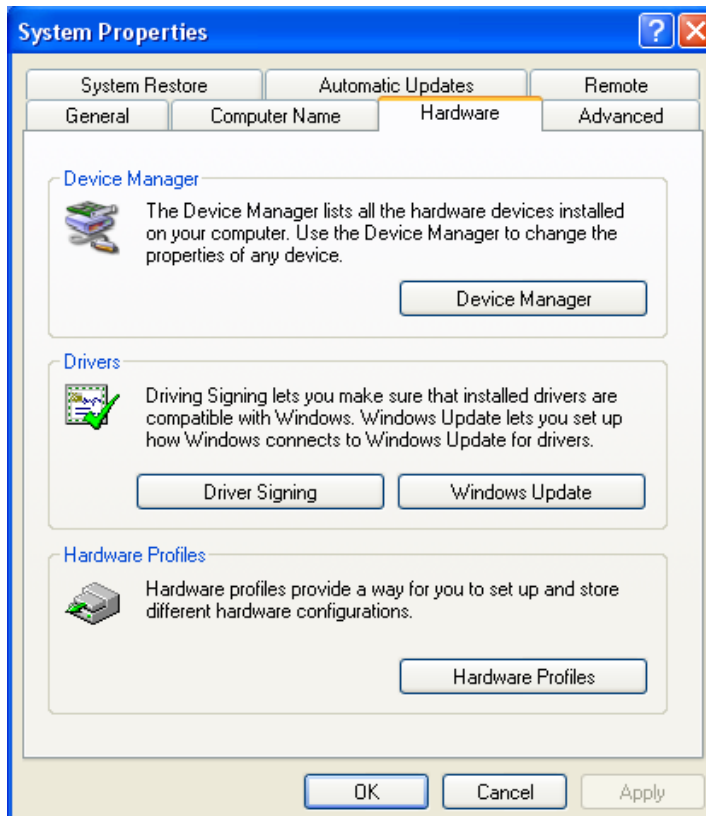 System Properties
System Restore
Automatic Updates
Remote
General
Computer Name
Hardware
Advanced
Device Manager
The Device Manager lists all the hardware devices installed
on your computer. Use the Device Manager to change the
properties of any device.
Device Manager
Drivers
Driving Signing lets you make sure that installed drivers are
compatible with Windows. Windows Update lets you set up
how Windows connects to Windows Update for drivers.
Driver Signing
Windows Update
Hardware Profiles
Hardware profiles provide a way for you to set up and store
different hardware configurations.
Hardware Profiles
OK
Cancel
Apply